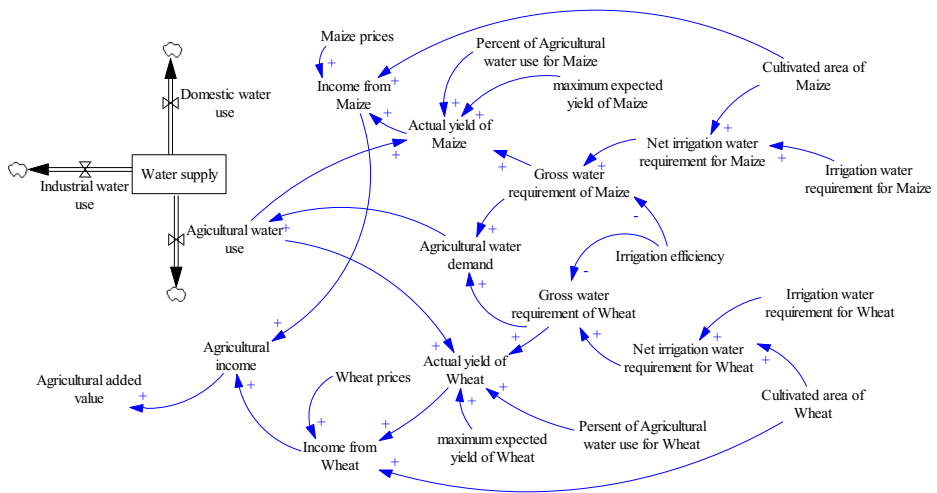 Maize prices
Percent of Agricultural
water use for Maize
Cultivated area of
Maize
Domestic water
use
Income from
Maize
maximum expected
yield of Maize
Actual yield of
Maize
Net irrigation water
requirement for Maize
Water supply
Industrial water
use
Gross water
requirement of Maize
Irrigation water
requirement for Maize
Agicultural water
use
Agricultural water
demand
Irrigation efficiency
Gross water
requirement of Wheat
Irrigation water
requirement for Wheat
Agricultural
income
Actual yield of
Wheat
Net irrigation water
requirement for Wheat
Agricultural added
value
Wheat prices
Cultivated area of
Wheat
Income from
Wheat
maximum expected
yield of Wheat
Persent of Agricultural
water use for Wheat